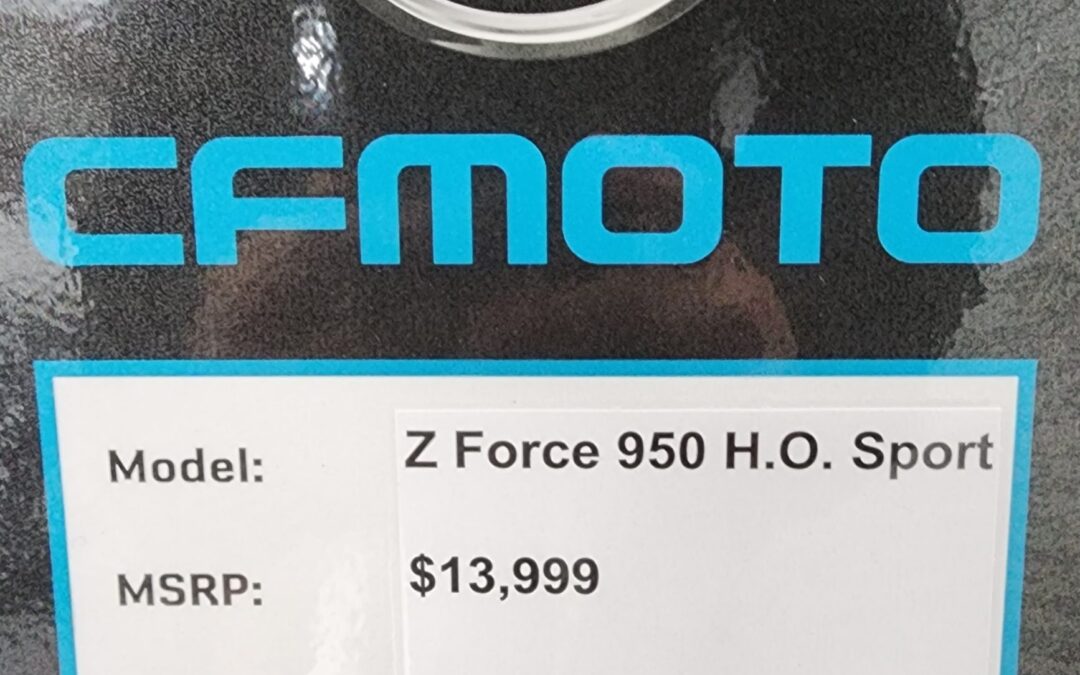 CFMOTO
Model: Z Force 950 H.O. Sport
MSRP: $13,999